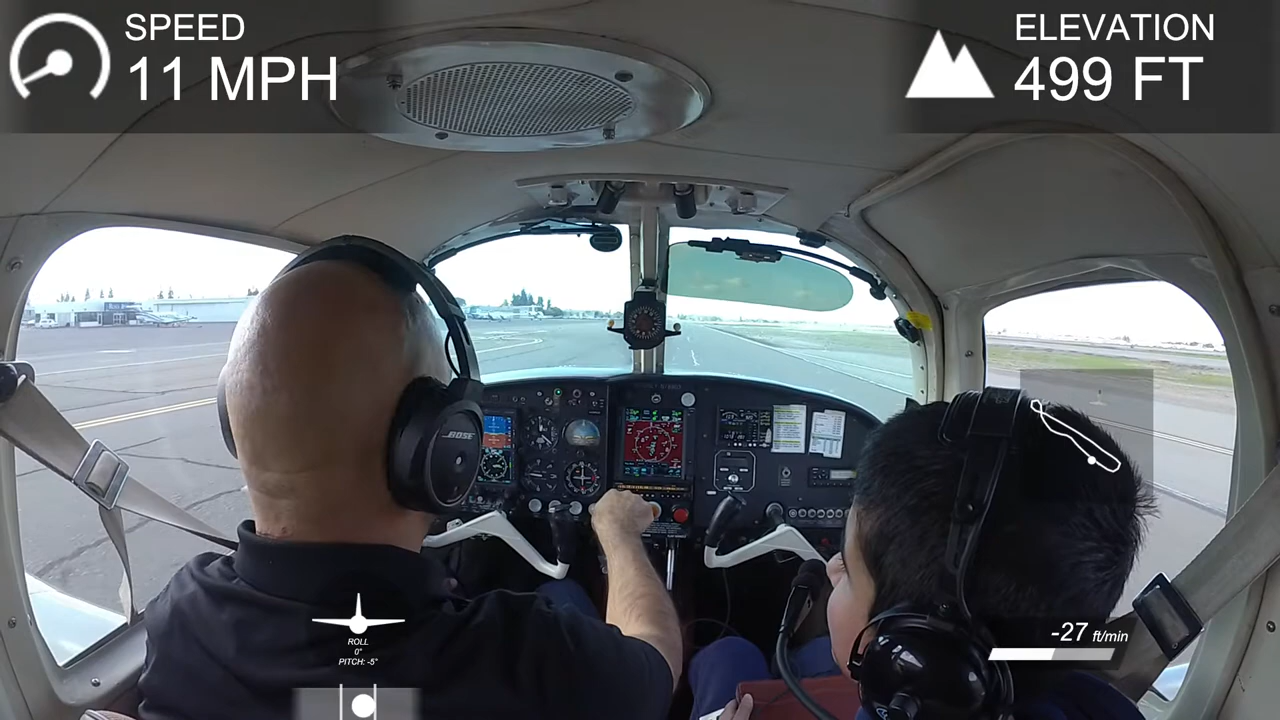 SPEED
11 MPH
ELEVATION
499 FT
BOSE
ROLL
0°
PITCH: -5°
-27 ft/min